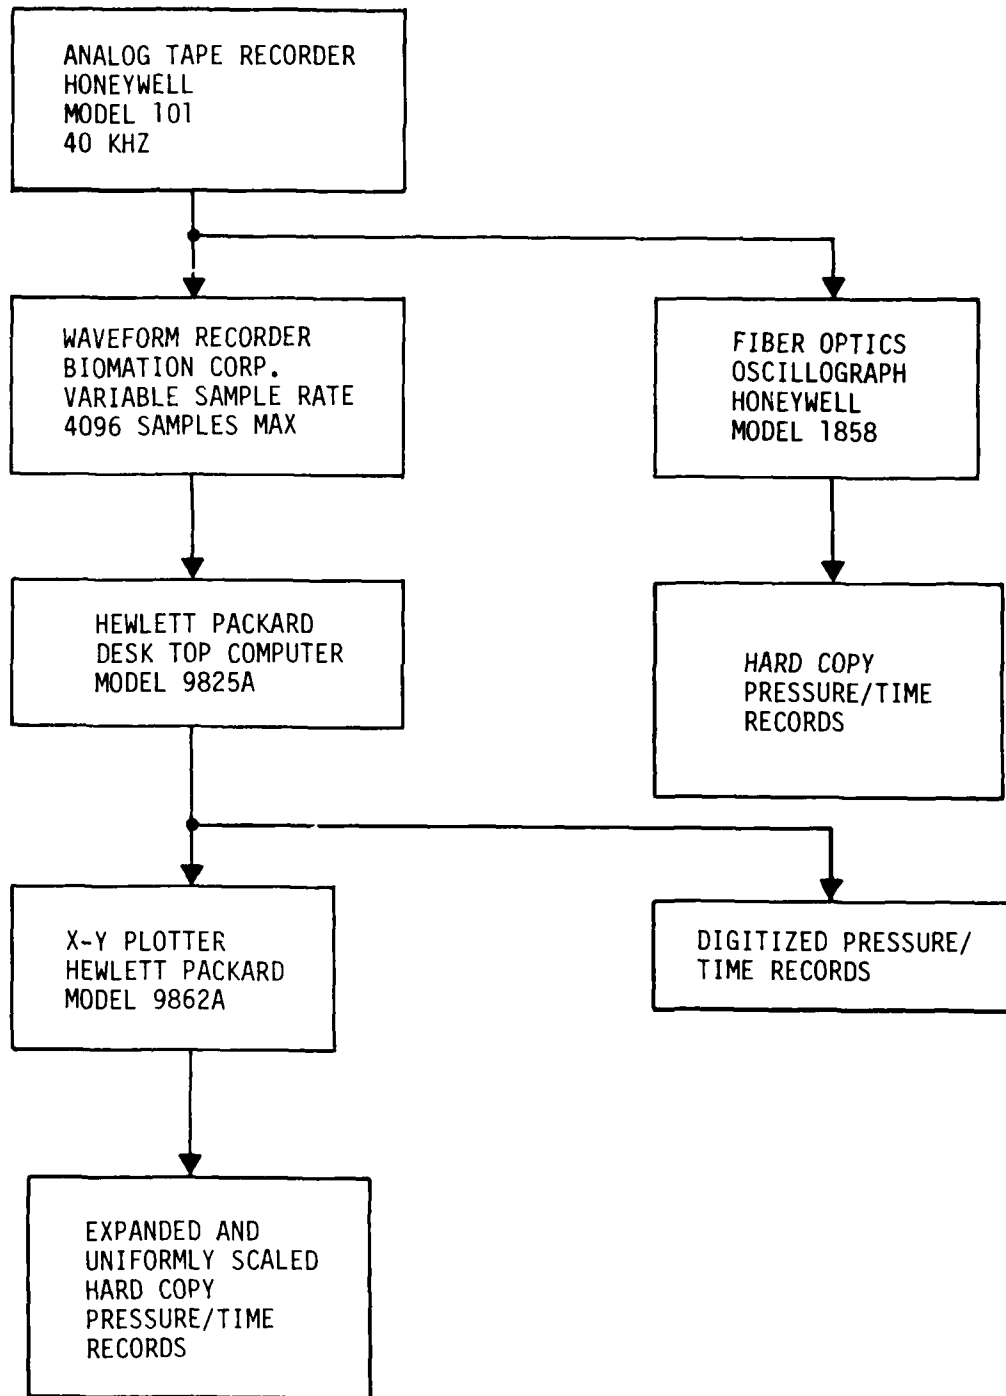 ANALOG TAPE RECORDER
HONEYWELL
MODEL 101
40 KHZ
WAVEFORM RECORDER
BIOMATION CORP.
VARIABLE SAMPLE RATE
4096 SAMPLES MAX
FIBER OPTICS
OSCILLOGRAPH
HONEYWELL
MODEL 1858
HEWLETT PACKARD
DESK TOP COMPUTER
MODEL 9825A
HARD COPY
PRESSURE/TIME
RECORDS
X-Y PLOTTER
HEWLETT PACKARD
MODEL 9862A
DIGITIZED PRESSURE/
TIME RECORDS
EXPANDED AND
UNIFORMLY SCALED
HARD COPY
PRESSURE/TIME
RECORDS